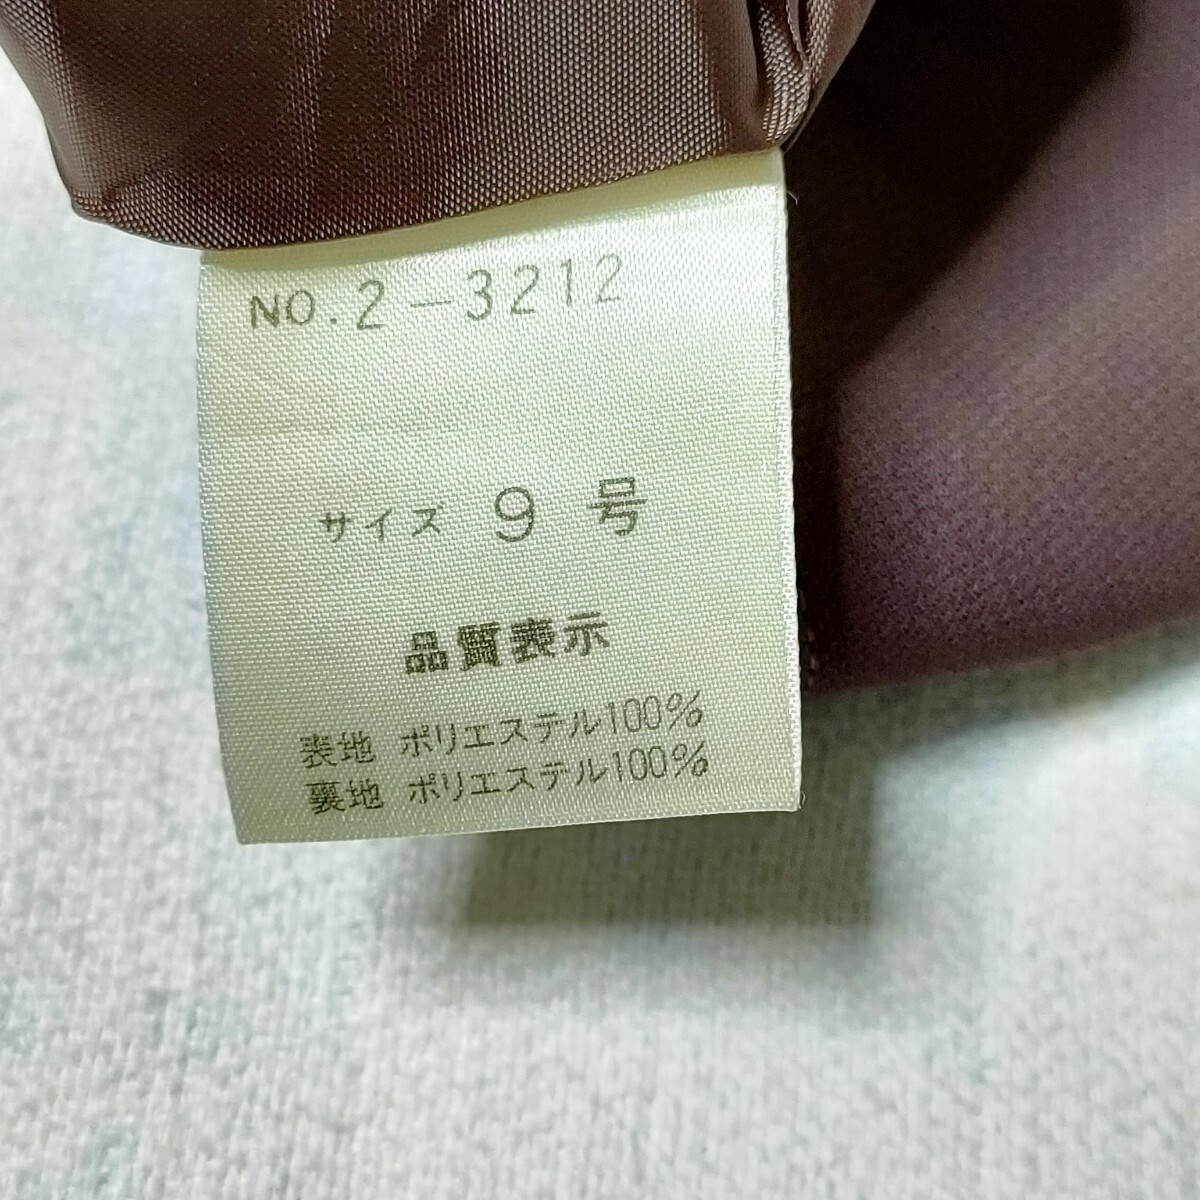 NO.2-3212
サイズ 9 号
品質表示
表地 ポリエステル100%
裏地 ポリエステル100%